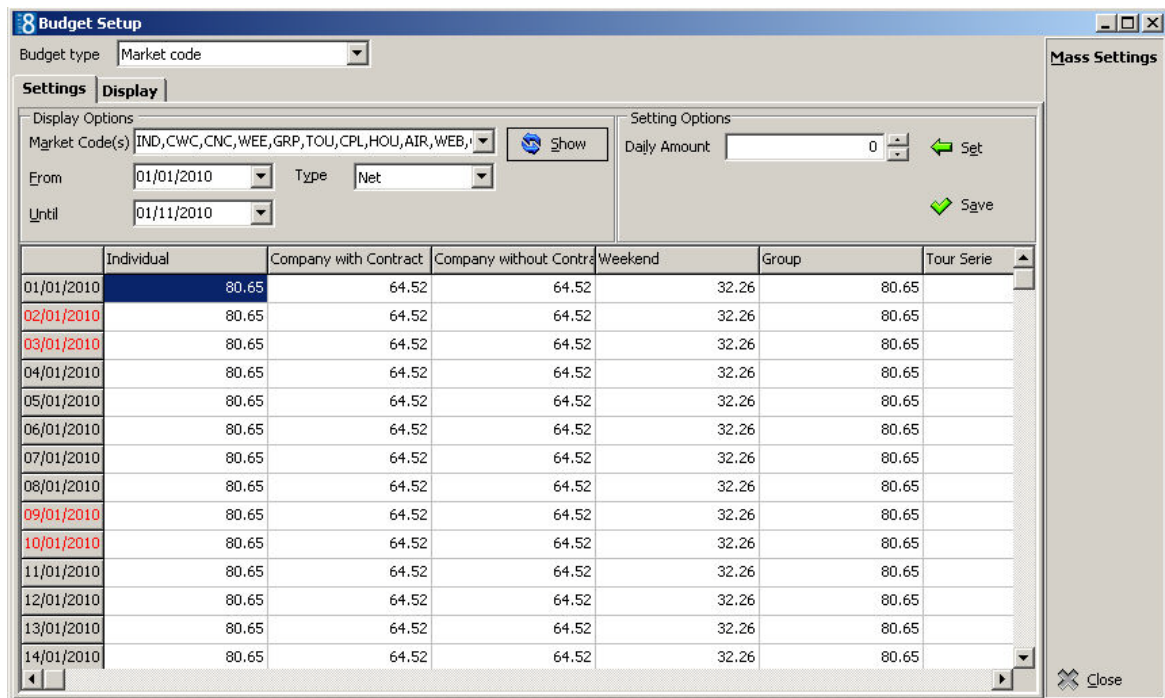 8 Budget Setup
Budget type Market code
Mass Settings
Settings Display
Display Options
Market Code(s) IND,CWC,CNC,WEE,GRP,TOU,CPL,HOU,AIR,WEB, Show
From 01/01/2010 Type Net
Until 01/11/2010
Setting Options
Daily Amount 0 Set
Save
Individual Company with Contract Company without Contra Weekend Group Tour Serie
01/01/2010 80.65 64.52 64.52 32.26 80.65
02/01/2010 80.65 64.52 64.52 32.26 80.65
03/01/2010 80.65 64.52 64.52 32.26 80.65
04/01/2010 80.65 64.52 64.52 32.26 80.65
05/01/2010 80.65 64.52 64.52 32.26 80.65
06/01/2010 80.65 64.52 64.52 32.26 80.65
07/01/2010 80.65 64.52 64.52 32.26 80.65
08/01/2010 80.65 64.52 64.52 32.26 80.65
09/01/2010 80.65 64.52 64.52 32.26 80.65
10/01/2010 80.65 64.52 64.52 32.26 80.65
11/01/2010 80.65 64.52 64.52 32.26 80.65
12/01/2010 80.65 64.52 64.52 32.26 80.65
13/01/2010 80.65 64.52 64.52 32.26 80.65
14/01/2010 80.65 64.52 64.52 32.26 80.65
Close